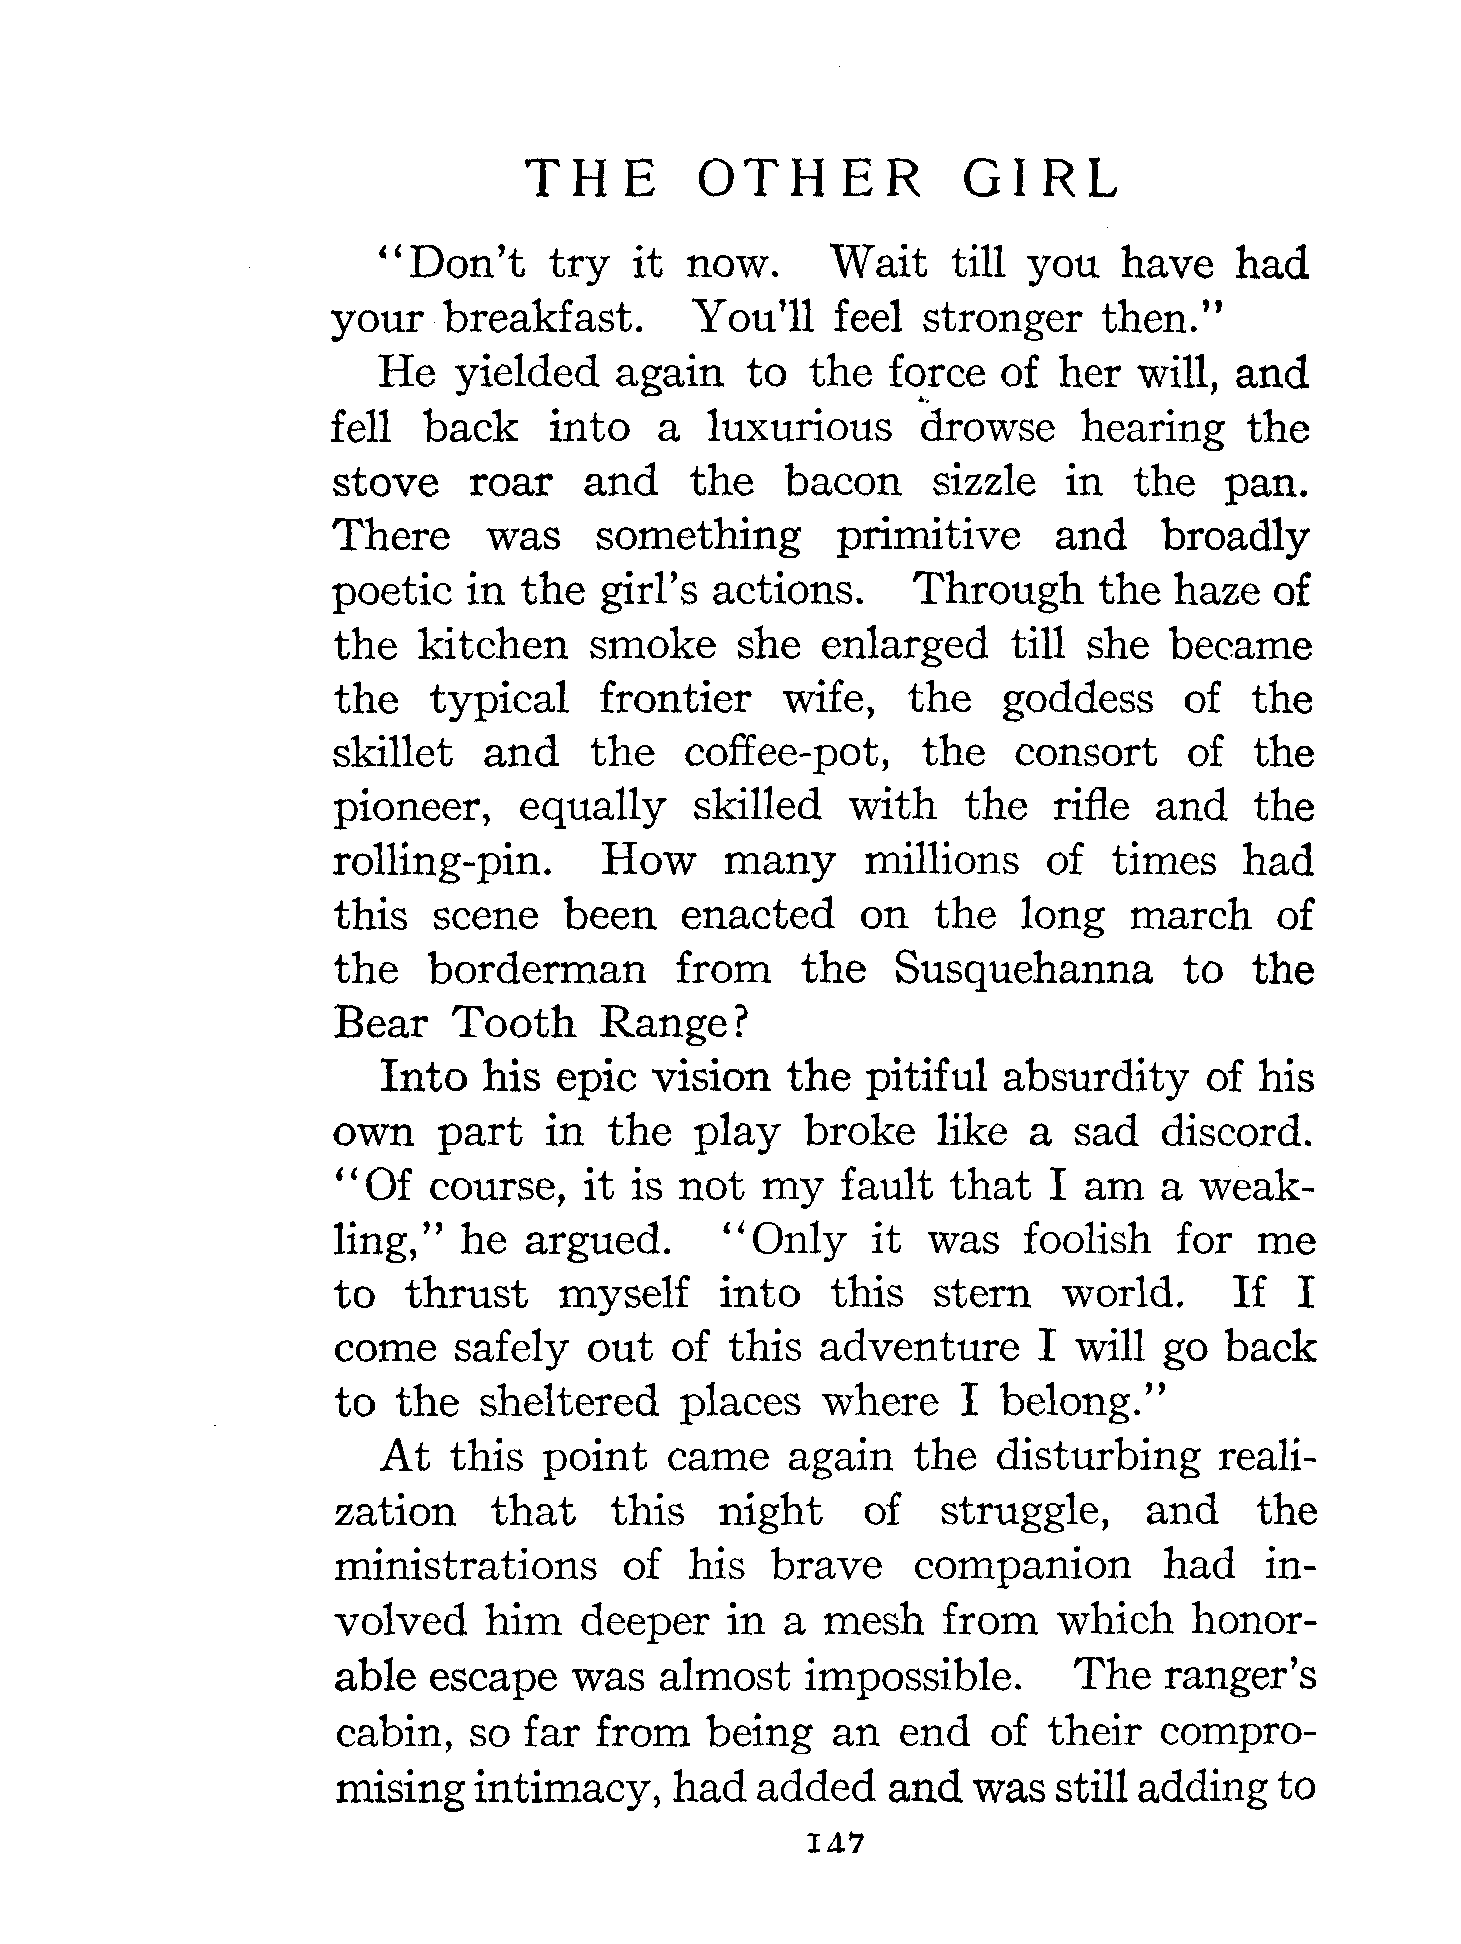 THE OTHER GIRL
"Don't try it now. Wait till you have had
your breakfast. You'll feel stronger then."
He yielded again to the force of her will, and
fell back into a luxurious drowse hearing the
stove roar and the bacon sizzle in the pan.
There was something primitive and broadly
poetic in the girl's actions. Through the haze of
the kitchen smoke she enlarged till she became
the typical frontier wife, the goddess of the
skillet and the coffee-pot, the consort of the
pioneer, equally skilled with the rifle and the
rolling-pin. How many millions of times had
this scene been enacted on the long march of
the borderman from the Susquehanna to the
Bear Tooth Range?
Into his epic vision the pitiful absurdity of his
own part in the play broke like a sad discord.
"Of course, it is not my fault that I am a weak-
ling," he argued. "Only it was foolish for me
to thrust myself into this stern world. If I
come safely out of this adventure I will go back
to the sheltered places where I belong."
At this point came again the disturbing reali-
zation that this night of struggle, and the
ministrations of his brave companion had in-
volved him deeper in a mesh from which honor-
able escape was almost impossible. The ranger's
cabin, so far from being an end of their compro-
mising intimacy, had added and was still adding to
147